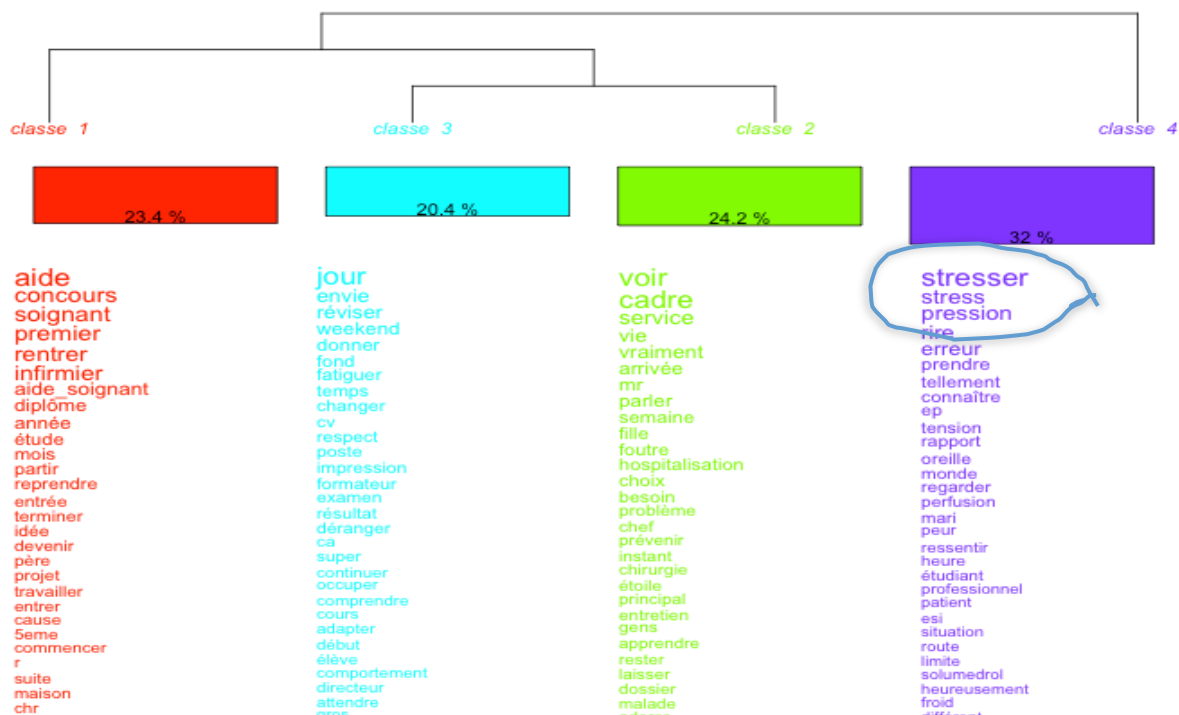 classe 1
classe 3
classe 2
classe 4
23.4 %
20.4 %
24.2 %
32 %
aide
concours
soignant
premier
rentrer
infirmier
aide_soignant
diplôme
année
étude
mois
partir
reprendre
entrée
terminer
idée
devenir
père
projet
travailler
entrer
cause
5eme
commencer
r
suite
maison
chr
jour
envie
réviser
weekend
donner
fond
fatiguer
temps
changer
cv
respect
poste
impression
formateur
examen
résultat
déranger
ca
super
continuer
occuper
comprendre
cours
adapter
début
élève
comportement
directeur
attendre
voir
cadre
service
vie
vraiment
arrivée
mr
parler
semaine
fille
foutre
hospitalisation
choix
besoin
problème
chef
prévenir
instant
chirurgie
étoile
principal
entretien
gens
apprendre
rester
laisser
dossier
malade
stresser
stress
pression
rire
erreur
prendre
tellement
connaître
ep
tension
rapport
oreille
monde
regarder
perfusion
mari
peur
ressentir
heure
étudiant
professionnel
patient
esi
situation
route
limite
solumedrol
heureusement
froid